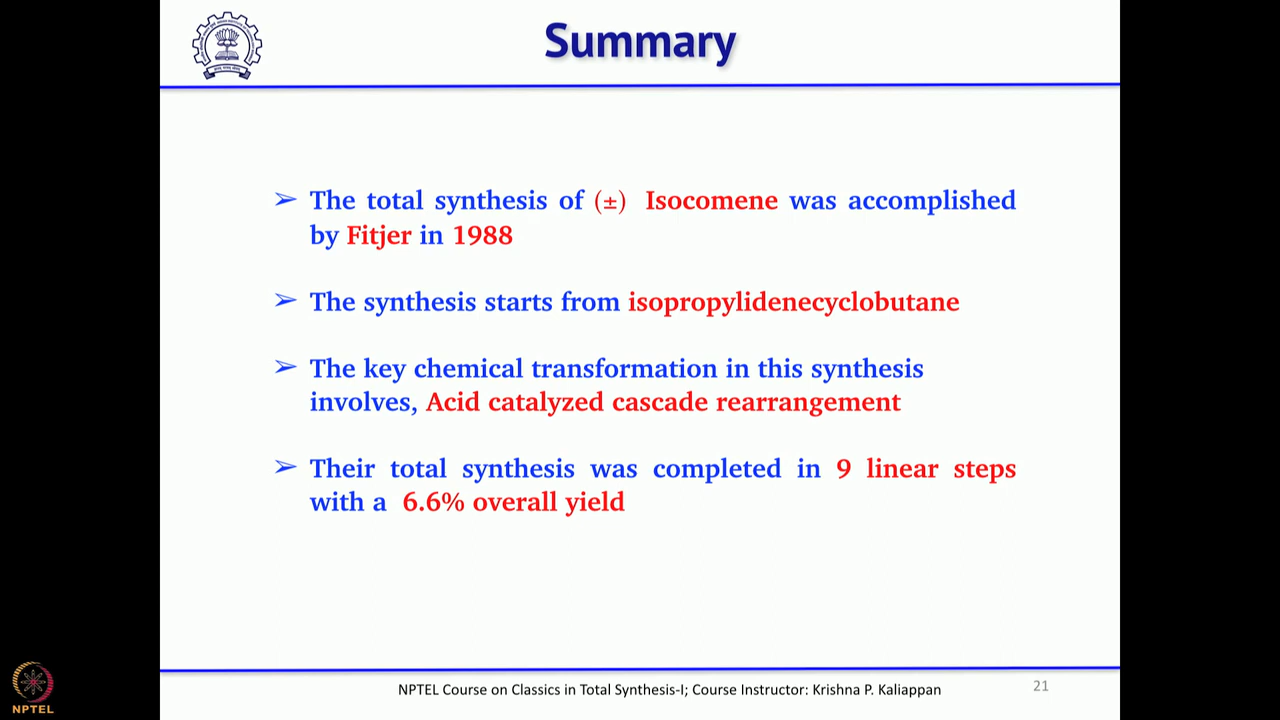 Summary
➢ The total synthesis of (±) Isocomene was accomplished
by Fitjer in 1988
➢ The synthesis starts from isopropylidenecyclobutane
➢ The key chemical transformation in this synthesis
involves, Acid catalyzed cascade rearrangement
➢ Their total synthesis was completed in 9 linear steps
with a 6.6% overall yield
NPTEL Course on Classics in Total Synthesis-I; Course Instructor: Krishna P. Kaliappan
21
NPTEL